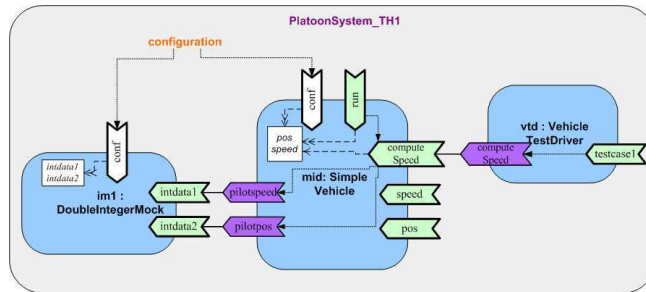 PlatoonSystem_TH1
configuration
conf
run
pos
speed
compute
Speed
compute
Speed
vtd : Vehicle
TestDriver
testcase1
conf
intdata1
intdata2
im1 :
DoubleIntegerMock
intdata1
pilotspeed
mid: Simple
Vehicle
speed
intdata2
pilotpos
pos